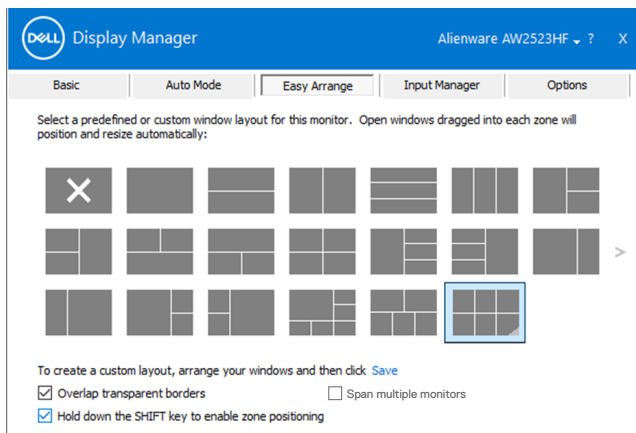 DELL Display Manager Alienware AW2523HF ? X
Basic Auto Mode Easy Arrange Input Manager Options
Select a predefined or custom window layout for this monitor. Open windows dragged into each zone will
position and resize automatically:
>
To create a custom layout, arrange your windows and then click Save
Overlap transparent borders Span multiple monitors
Hold down the SHIFT key to enable zone positioning